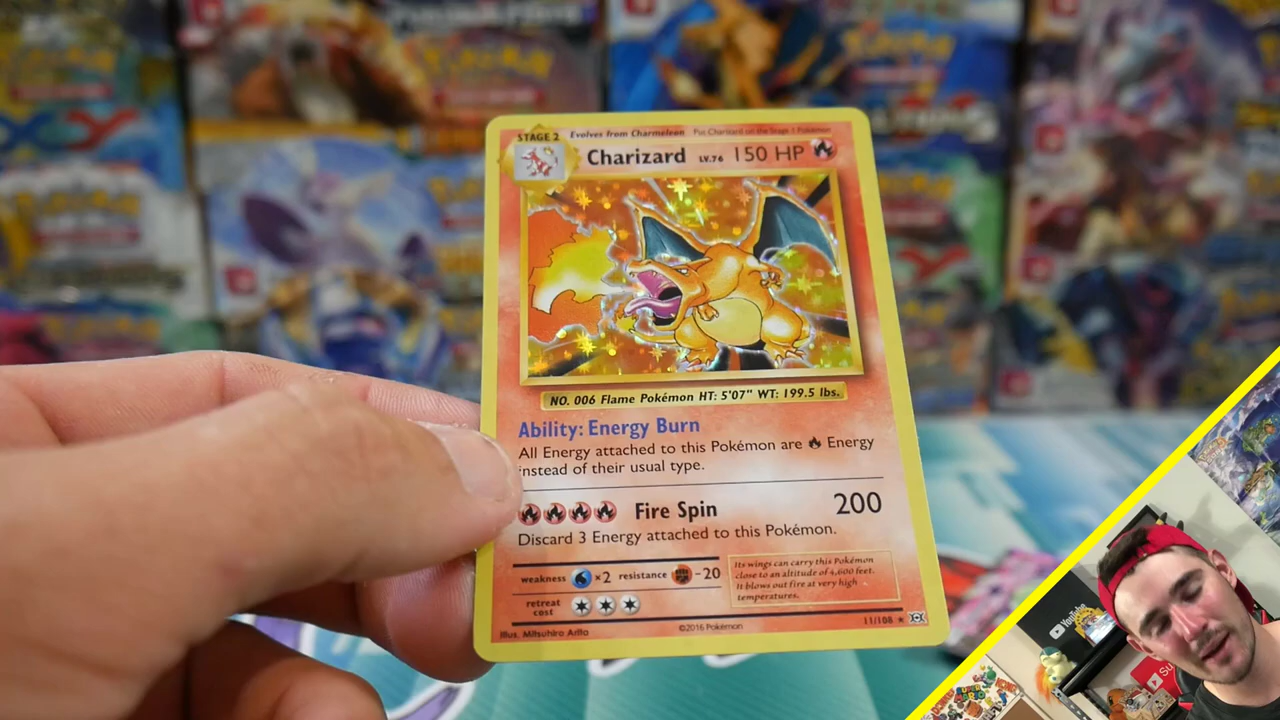 STAGE 2 Evolves from Charmeleon Put Charizard on the Stage 1 Pokémon
Charizard LV.76 150 HP
NO. 006 Flame Pokémon HT: 5'07" WT: 199.5 lbs.
Ability: Energy Burn
All Energy attached to this Pokémon are Energy
instead of their usual type.
Fire Spin 200
Discard 3 Energy attached to this Pokémon.
weakness ×2 resistance -20
retreat
cost
Its wings can carry this Pokémon
close to an altitude of 4,600 feet.
It blows out fire at very high
temperatures.
Illus. Mitsuhiro Arita ©2016 Pokémon 11/108 ★
YouTube
Su